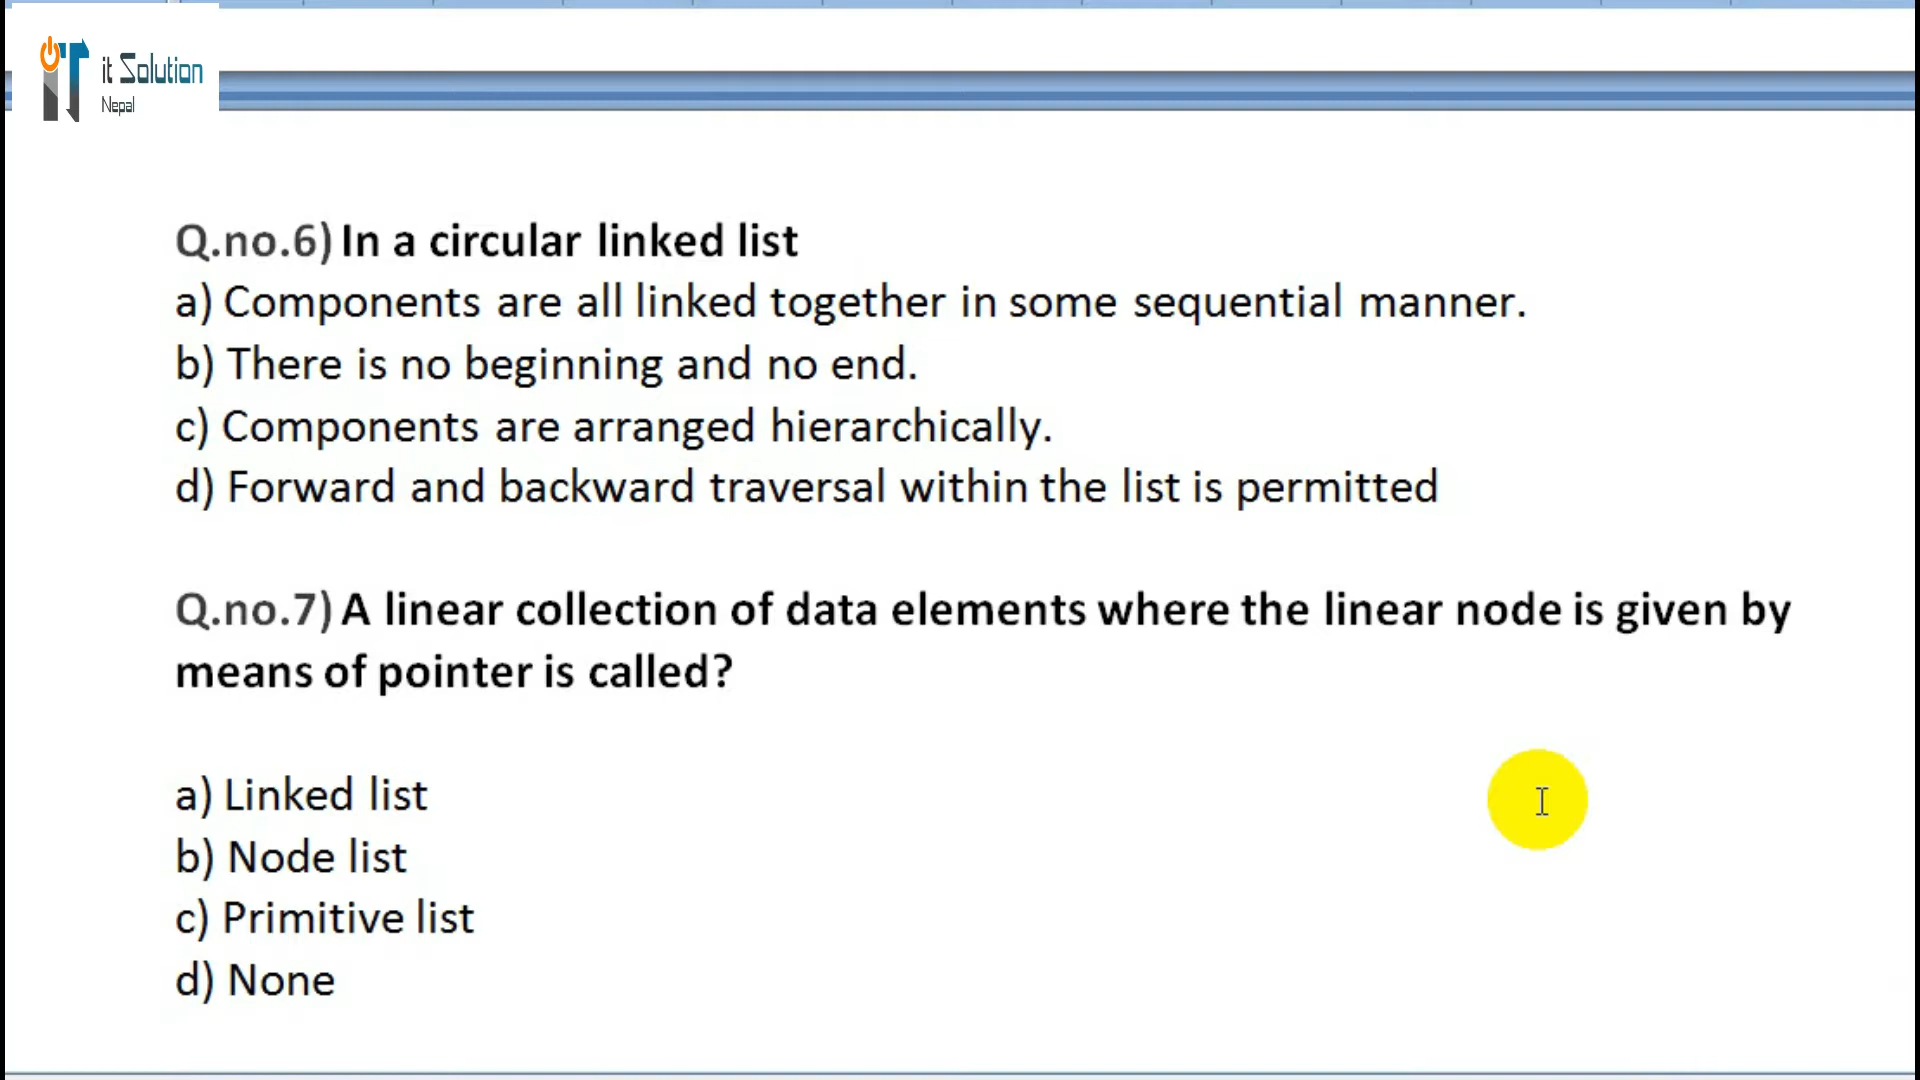 it Solution
Nepal
Q.no.6) In a circular linked list
a) Components are all linked together in some sequential manner.
b) There is no beginning and no end.
c) Components are arranged hierarchically.
d) Forward and backward traversal within the list is permitted
Q.no.7) A linear collection of data elements where the linear node is given by
means of pointer is called?
a) Linked list
b) Node list
c) Primitive list
d) None